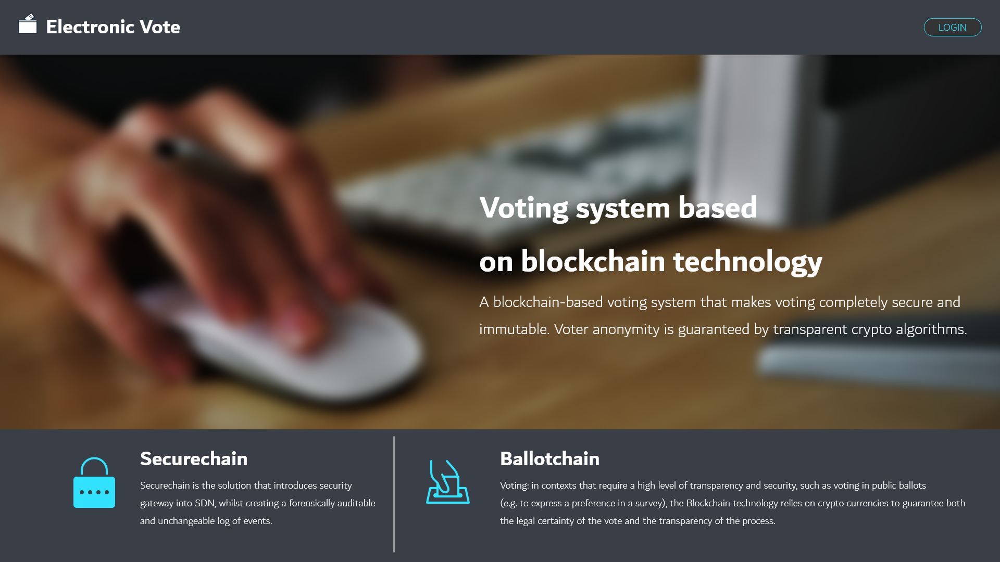 Electronic Vote
LOGIN
Voting system based
on blockchain technology
A blockchain-based voting system that makes voting completely secure and
immutable. Voter anonymity is guaranteed by transparent crypto algorithms.
Securechain
Securechain is the solution that introduces security
gateway into SDN, whilst creating a forensically auditable
and unchangeable log of events.
Ballotchain
Voting: in contexts that require a high level of transparency and security, such as voting in public ballots
(e.g. to express a preference in a survey), the Blockchain technology relies on crypto currencies to guarantee both
the legal certainty of the vote and the transparency of the process.